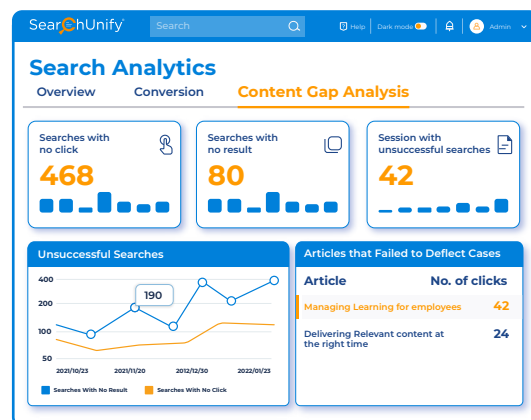 SearchUnify
Search
Help
Dark mode
Admin
Search Analytics
Overview
Conversion
Content Gap Analysis
Searches with
no click
468
Searches with
no result
80
Session with
unsuccessful searches
42
Unsuccessful Searches
400
200
100
50
190
2021/10/23
2021/11/20
2012/12/30
2022/01/23
Searches With No Result
Searches With No Click
Articles that Failed to Deflect Cases
Article No. of clicks
Managing Learning for employees 42
Delivering Relevant content at 24
the right time